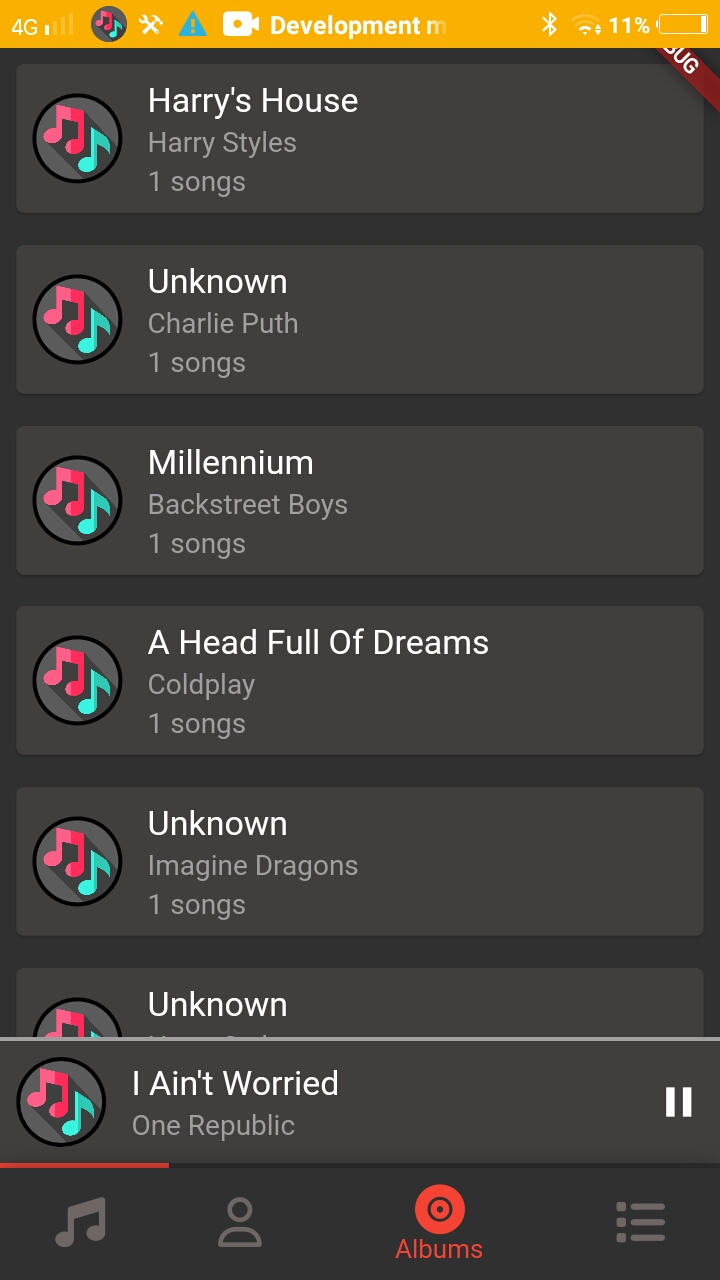 4G Development m 11%
BUG
Harry's House
Harry Styles
1 songs
Unknown
Charlie Puth
1 songs
Millennium
Backstreet Boys
1 songs
A Head Full Of Dreams
Coldplay
1 songs
Unknown
Imagine Dragons
1 songs
Unknown
I Ain't Worried
One Republic
Albums